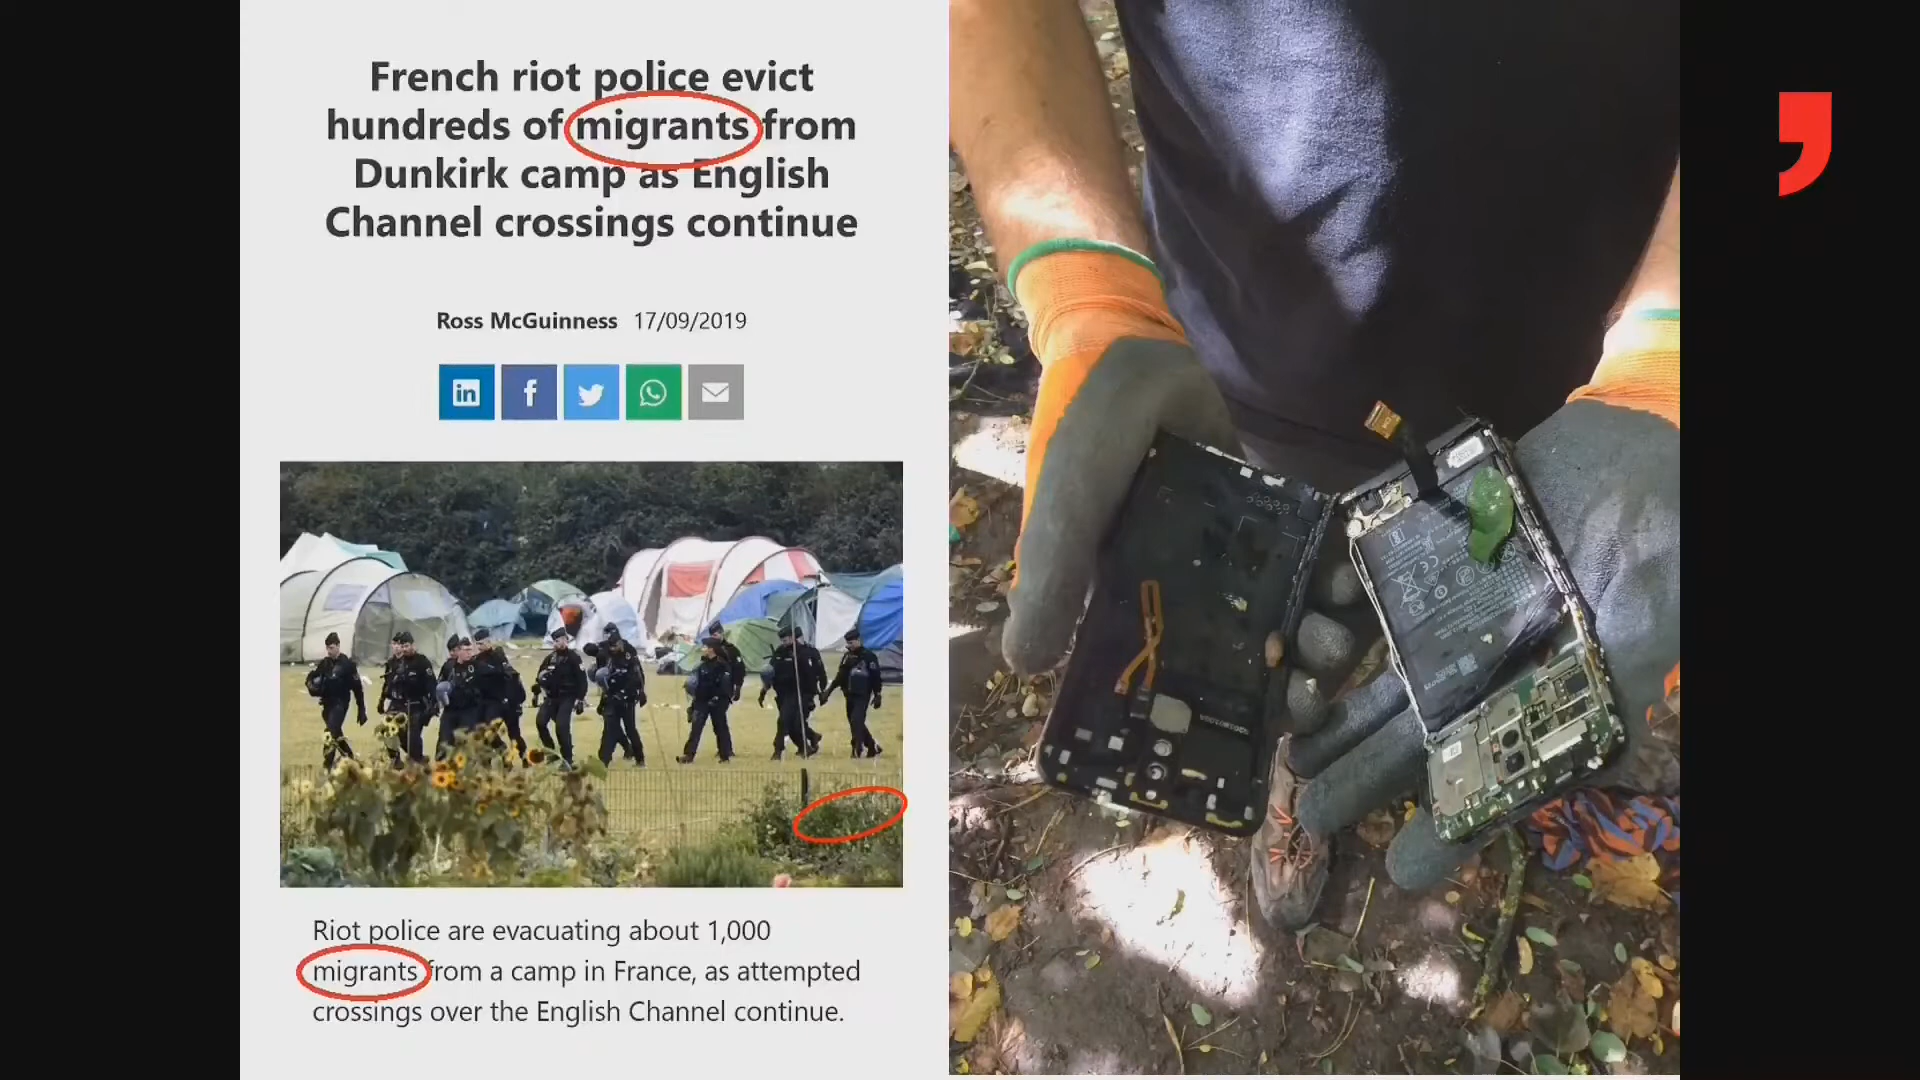 French riot police evict
hundreds of migrants from
Dunkirk camp as English
Channel crossings continue
Ross McGuinness 17/09/2019
in
f
Riot police are evacuating about 1,000
migrants from a camp in France, as attempted
crossings over the English Channel continue.